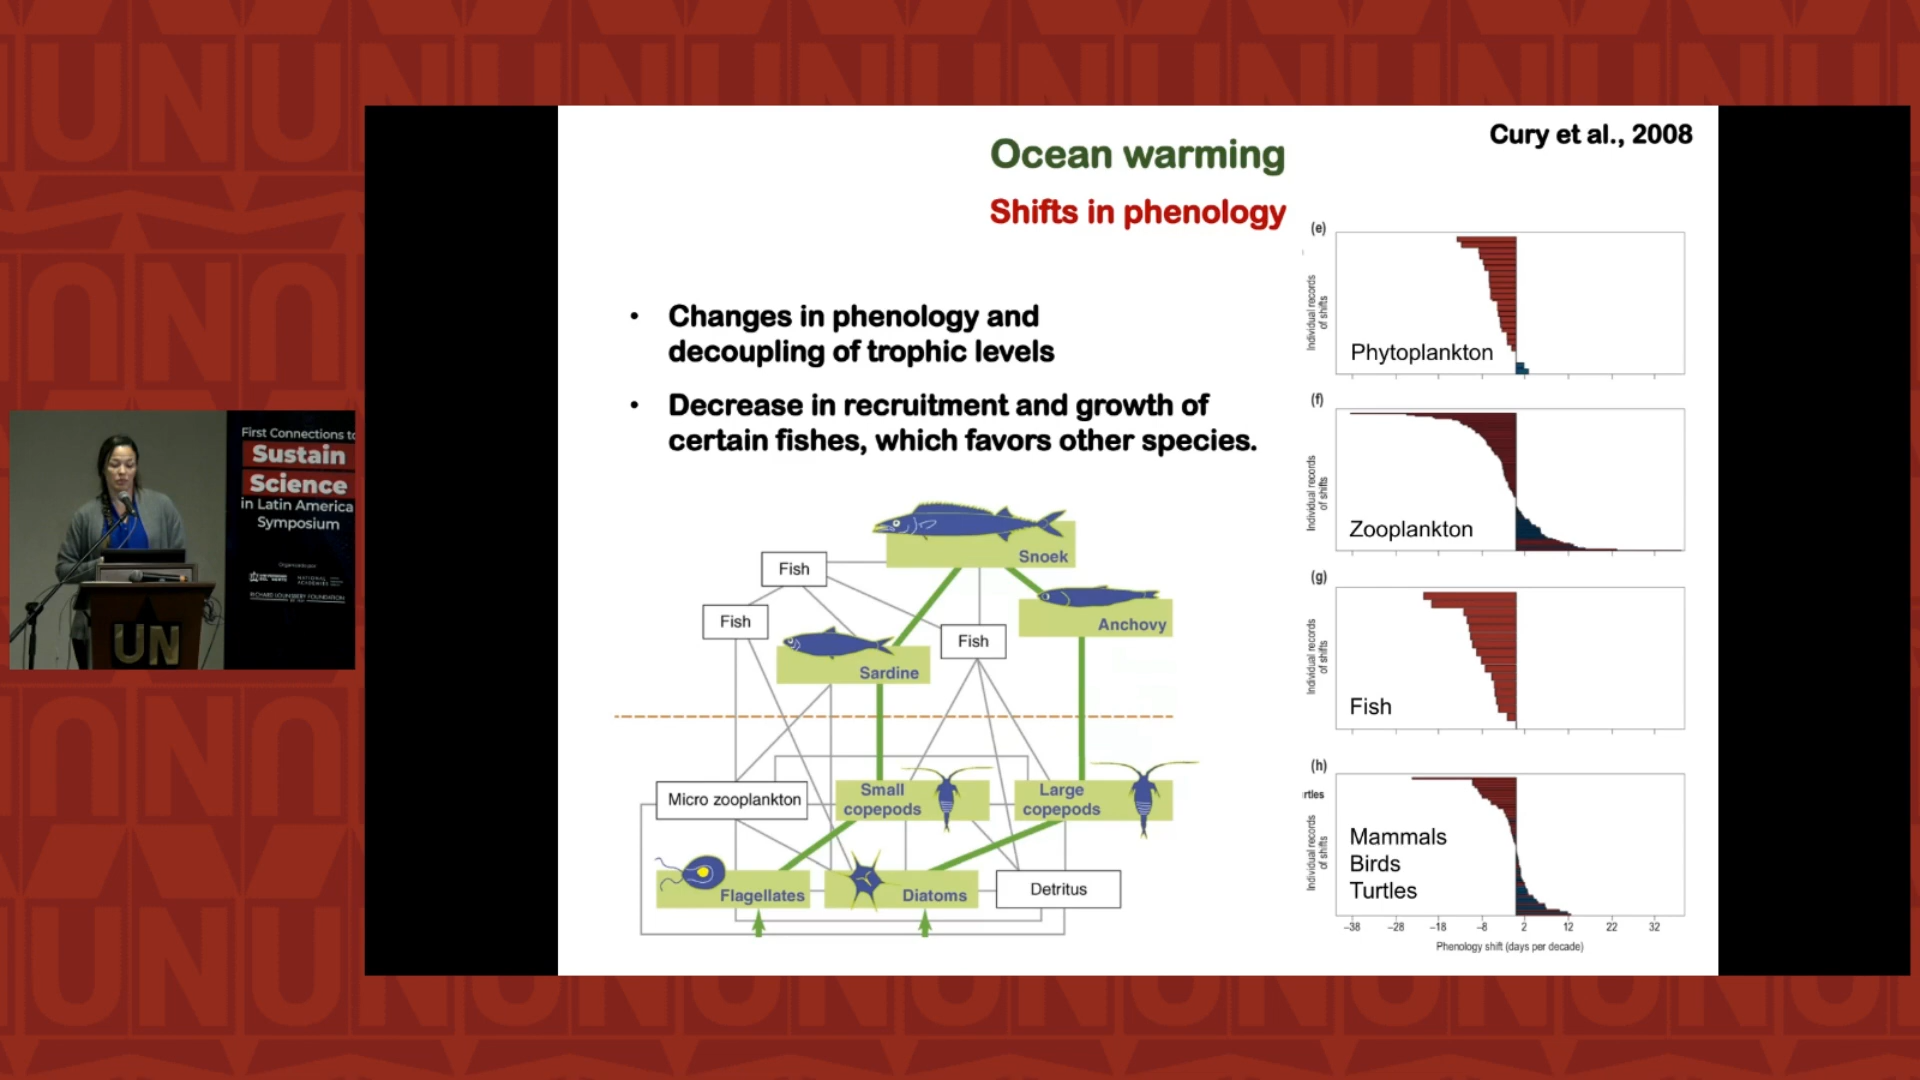 Cury et al., 2008
Ocean warming
Shifts in phenology
• Changes in phenology and
decoupling of trophic levels
• Decrease in recruitment and growth of
certain fishes, which favors other species.
Snoek
Fish
Anchovy
Fish
Fish
Sardine
Micro zooplankton
Small
copepods
Large
copepods
Flagellates
Diatoms
Detritus
(e)
Individual records
of shifts
Phytoplankton
(f)
Individual records
of shifts
Zooplankton
(g)
Individual records
of shifts
Fish
(h)
rtles
Individual records
of shifts
Mammals
Birds
Turtles
-38 -28 -18 -8 2 12 22 32
Phenology shift (days per decade)
First Connections to
Sustain
Science
in Latin America
Symposium
RICHARD LOUNSBERY FOUNDATION
UN